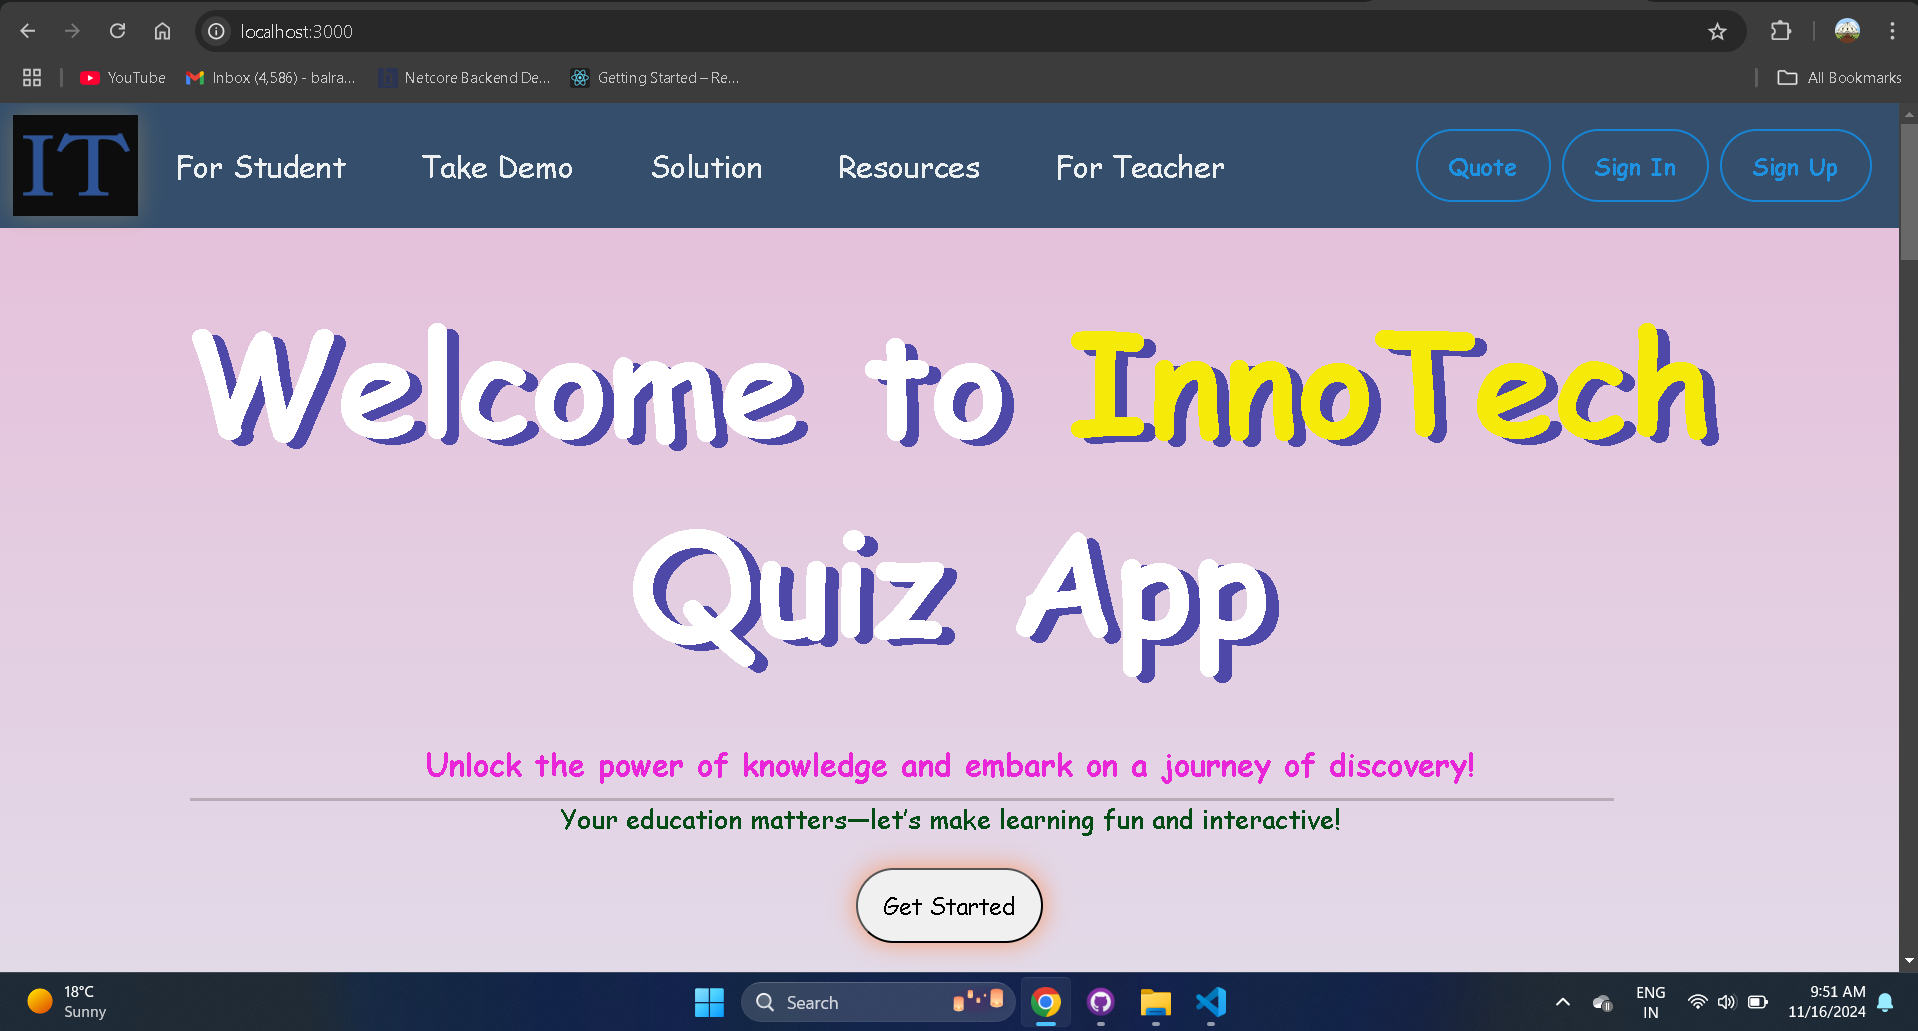 localhost:3000
YouTube
Inbox (4,586) - balra...
Netcore Backend De...
Getting Started – Re...
All Bookmarks
IT
For Student
Take Demo
Solution
Resources
For Teacher
Quote
Sign In
Sign Up
Welcome to InnoTech
Quiz App
Unlock the power of knowledge and embark on a journey of discovery!
Your education matters—let's make learning fun and interactive!
Get Started
18°C
Sunny
Search
ENG
IN
9:51 AM
11/16/2024